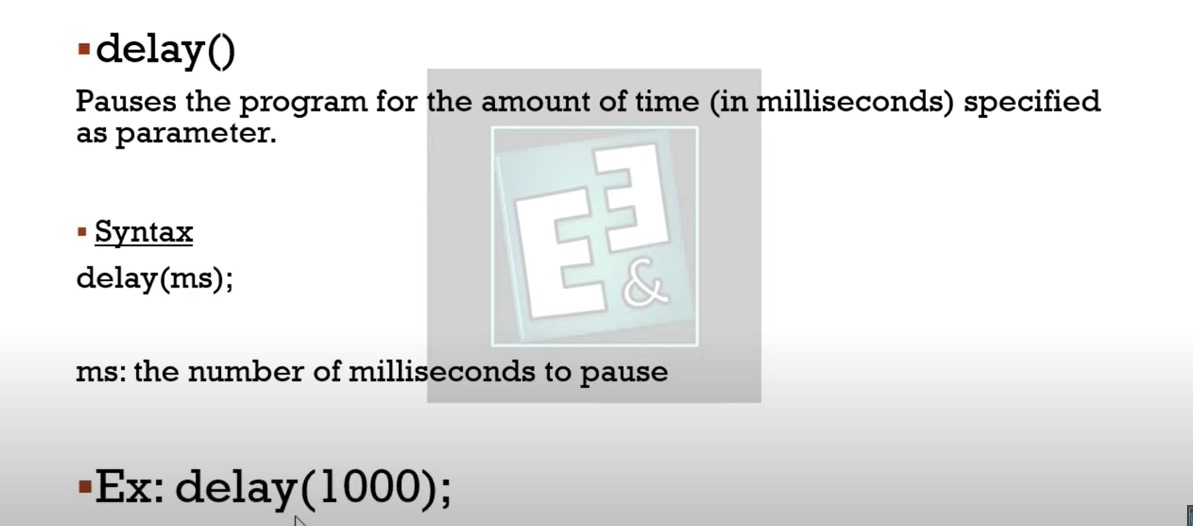 delay()
Pauses the program for the amount of time (in milliseconds) specified
as parameter.
Syntax
delay(ms);
ms: the number of milliseconds to pause
Ex: delay(1000);
E
E
&